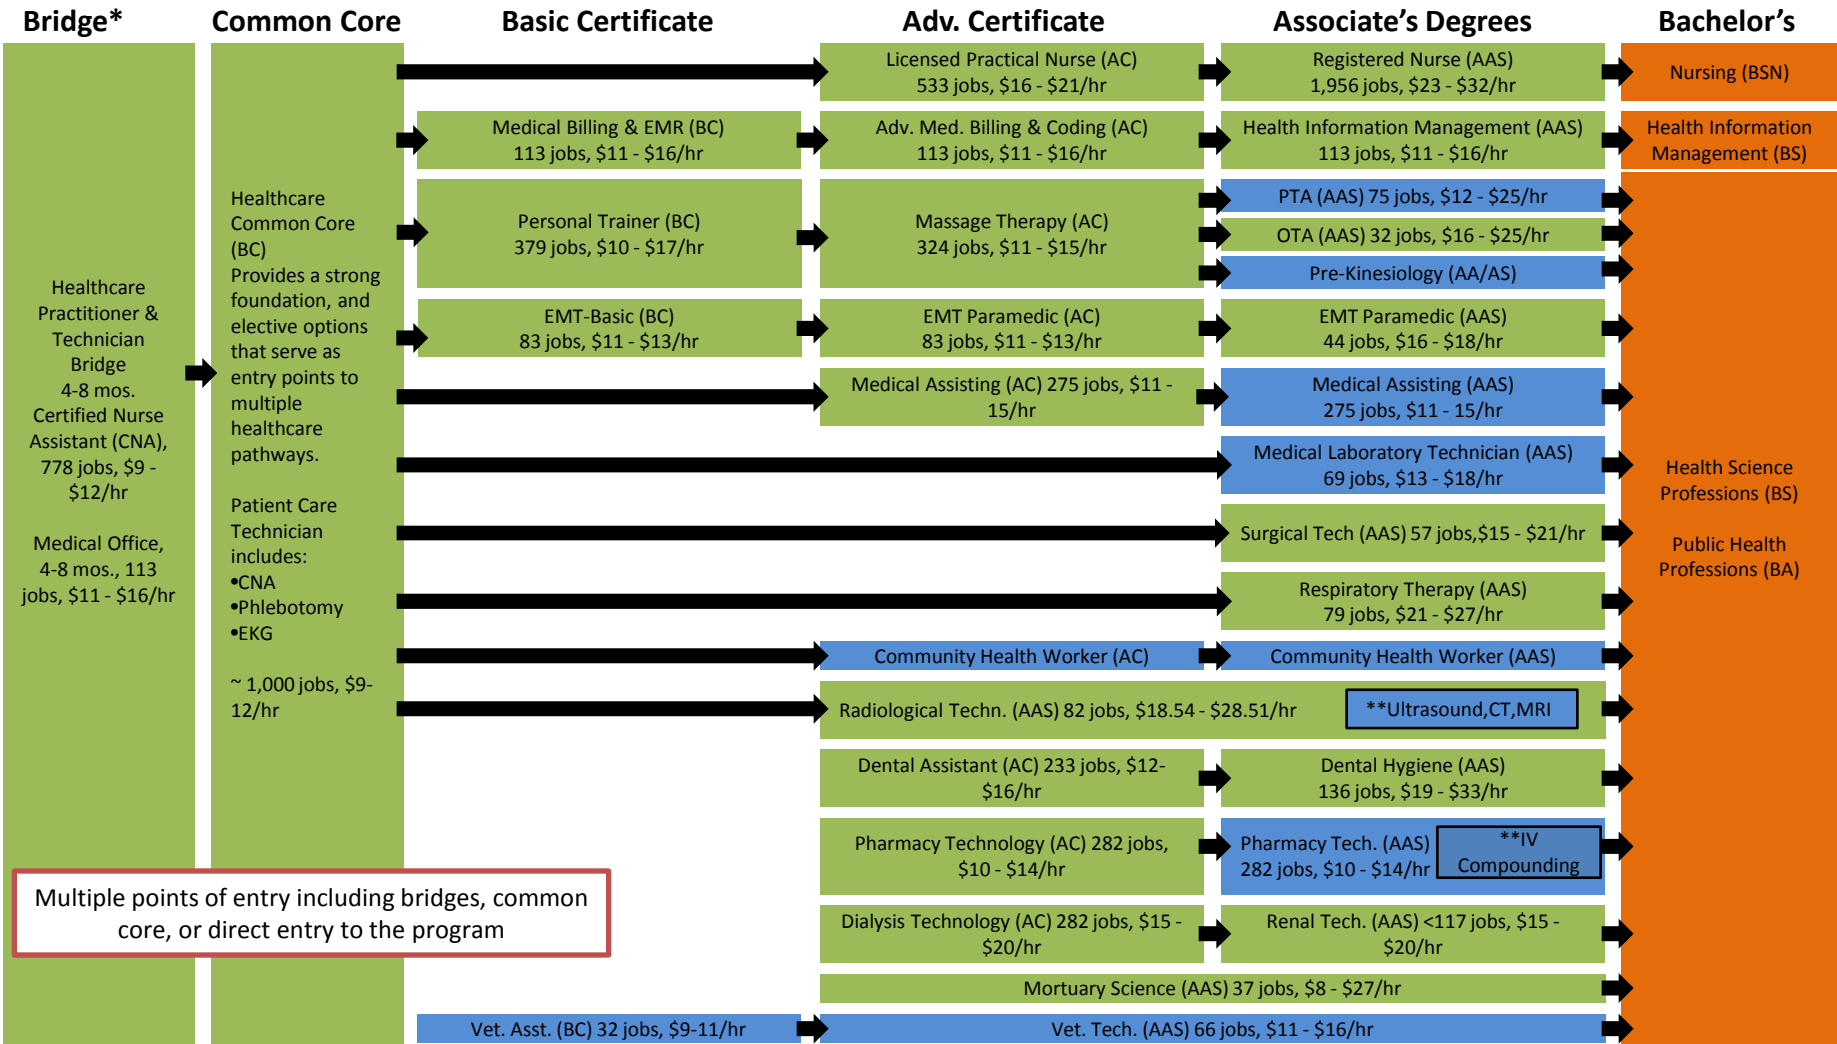 Bridge*
Common Core
Basic Certificate
Adv. Certificate
Associate's Degrees
Bachelor's
Healthcare
Practitioner &
Technician
Bridge
4-8 mos.
Certified Nurse
Assistant (CNA),
778 jobs, $9 -
$12/hr
Medical Office,
4-8 mos., 113
jobs, $11 - $16/hr
Healthcare
Common Core
(BC)
Provides a strong
foundation, and
elective options
that serve as
entry points to
multiple
healthcare
pathways.
Patient Care
Technician
includes:
•CNA
•Phlebotomy
•EKG
~ 1,000 jobs, $9-
12/hr
Licensed Practical Nurse (AC)
533 jobs, $16 - $21/hr
Registered Nurse (AAS)
1,956 jobs, $23 - $32/hr
Nursing (BSN)
Medical Billing & EMR (BC)
113 jobs, $11 - $16/hr
Adv. Med. Billing & Coding (AC)
113 jobs, $11 - $16/hr
Health Information Management (AAS)
113 jobs, $11 - $16/hr
Health Information
Management (BS)
Personal Trainer (BC)
379 jobs, $10 - $17/hr
Massage Therapy (AC)
324 jobs, $11 - $15/hr
PTA (AAS) 75 jobs, $12 - $25/hr
OTA (AAS) 32 jobs, $16 - $25/hr
Pre-Kinesiology (AA/AS)
EMT-Basic (BC)
83 jobs, $11 - $13/hr
EMT Paramedic (AC)
83 jobs, $11 - $13/hr
EMT Paramedic (AAS)
44 jobs, $16 - $18/hr
Medical Assisting (AC) 275 jobs, $11 -
15/hr
Medical Assisting (AAS)
275 jobs, $11 - 15/hr
Medical Laboratory Technician (AAS)
69 jobs, $13 - $18/hr
Surgical Tech (AAS) 57 jobs,$15 - $21/hr
Respiratory Therapy (AAS)
79 jobs, $21 - $27/hr
Community Health Worker (AC)
Community Health Worker (AAS)
Radiological Techn. (AAS) 82 jobs, $18.54 - $28.51/hr
**Ultrasound,CT,MRI
Dental Assistant (AC) 233 jobs, $12-
$16/hr
Dental Hygiene (AAS)
136 jobs, $19 - $33/hr
Pharmacy Technology (AC) 282 jobs,
$10 - $14/hr
Pharmacy Tech. (AAS)
282 jobs, $10 - $14/hr
**IV
Compounding
Dialysis Technology (AC) 282 jobs, $15 -
$20/hr
Renal Tech. (AAS) <117 jobs, $15 -
$20/hr
Mortuary Science (AAS) 37 jobs, $8 - $27/hr
Vet. Asst. (BC) 32 jobs, $9-11/hr
Vet. Tech. (AAS) 66 jobs, $11 - $16/hr
Health Science
Professions (BS)
Public Health
Professions (BA)
Multiple points of entry including bridges, common
core, or direct entry to the program